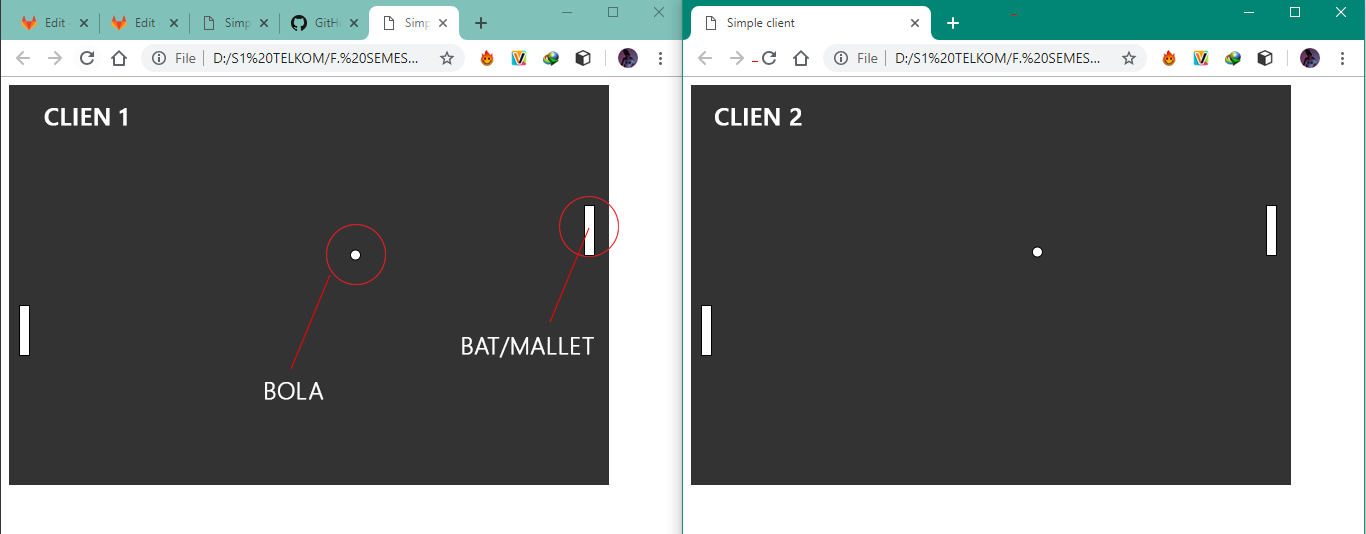 Edit
Edit
Simp
GitH
Simp
Simple client
File
D:/S1%20TELKOM/F.%20SEMES...
File
D:/S1%20TELKOM/F.%20SEMES...
CLIEN 1
CLIEN 2
BAT/MALLET
BOLA